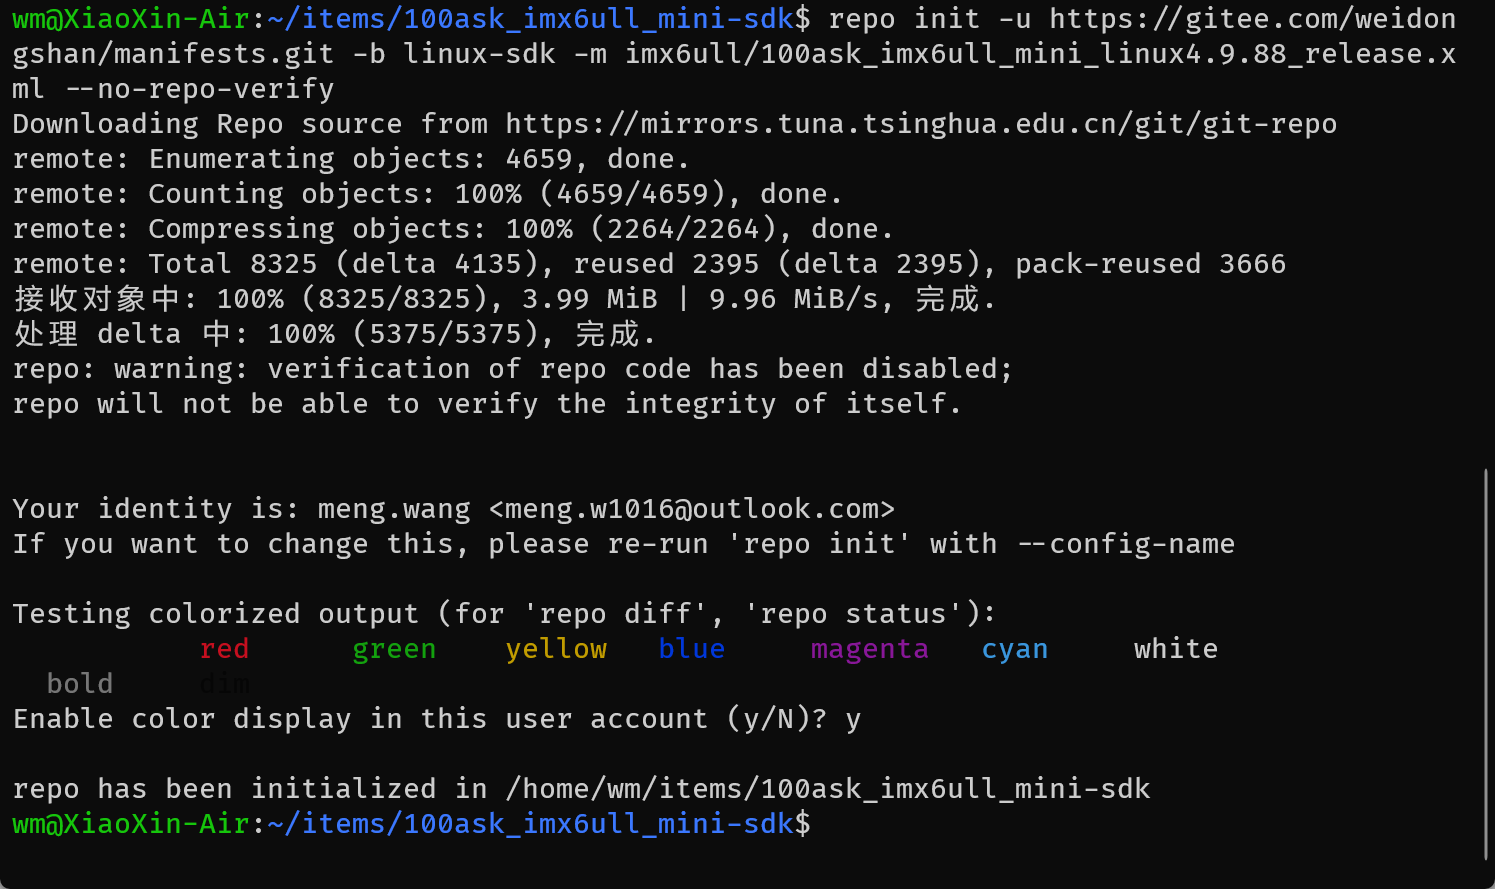 wm@XiaoXin-Air:~/items/100ask_imx6ull_mini-sdk$ repo init -u https://gitee.com/weidon
gshan/manifests.git -b linux-sdk -m imx6ull/100ask_imx6ull_mini_linux4.9.88_release.x
ml --no-repo-verify
Downloading Repo source from https://mirrors.tuna.tsinghua.edu.cn/git/git-repo
remote: Enumerating objects: 4659, done.
remote: Counting objects: 100% (4659/4659), done.
remote: Compressing objects: 100% (2264/2264), done.
remote: Total 8325 (delta 4135), reused 2395 (delta 2395), pack-reused 3666
接收对象中: 100% (8325/8325), 3.99 MiB | 9.96 MiB/s, 完成.
处理 delta 中: 100% (5375/5375), 完成.
repo: warning: verification of repo code has been disabled;
repo will not be able to verify the integrity of itself.
Your identity is: meng.wang <meng.w1016@outlook.com>
If you want to change this, please re-run 'repo init' with --config-name
Testing colorized output (for 'repo diff', 'repo status'):
red green yellow blue magenta cyan white
bold dim
Enable color display in this user account (y/N)? y
repo has been initialized in /home/wm/items/100ask_imx6ull_mini-sdk
wm@XiaoXin-Air:~/items/100ask_imx6ull_mini-sdk$